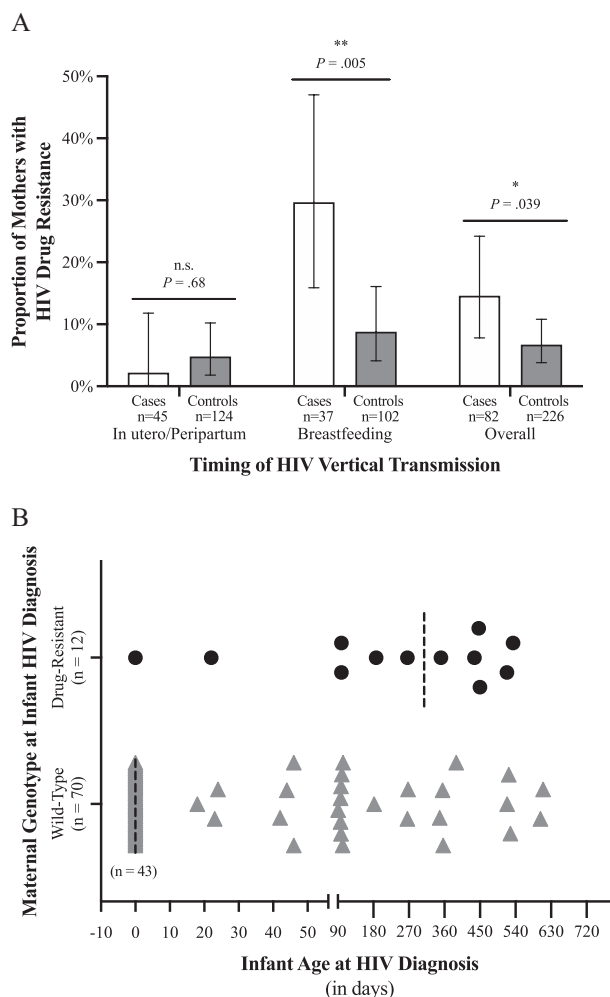 A
**
P = .005
50%
*
P = .039
40%
Proportion of Mothers with
HIV Drug Resistance
30%
n.s.
P = .68
20%
10%
0%
Cases Controls Cases Controls Cases Controls
n=45 n=124 n=37 n=102 n=82 n=226
In utero/Peripartum Breastfeeding Overall
Timing of HIV Vertical Transmission
B
Maternal Genotype at Infant HIV Diagnosis
Drug-Resistant
(n = 12)
Wild-Type
(n = 70)
(n = 43)
-10 0 10 20 30 40 50 90 180 270 360 450 540 630 720
Infant Age at HIV Diagnosis
(in days)